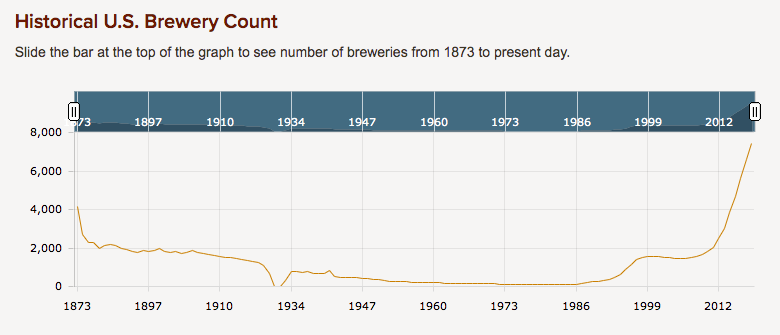 Historical U.S. Brewery Count
Slide the bar at the top of the graph to see number of breweries from 1873 to present day.
73 1897 1910 1934 1947 1960 1973 1986 1999 2012
8,000
6,000
4,000
2,000
0
1873 1897 1910 1934 1947 1960 1973 1986 1999 2012